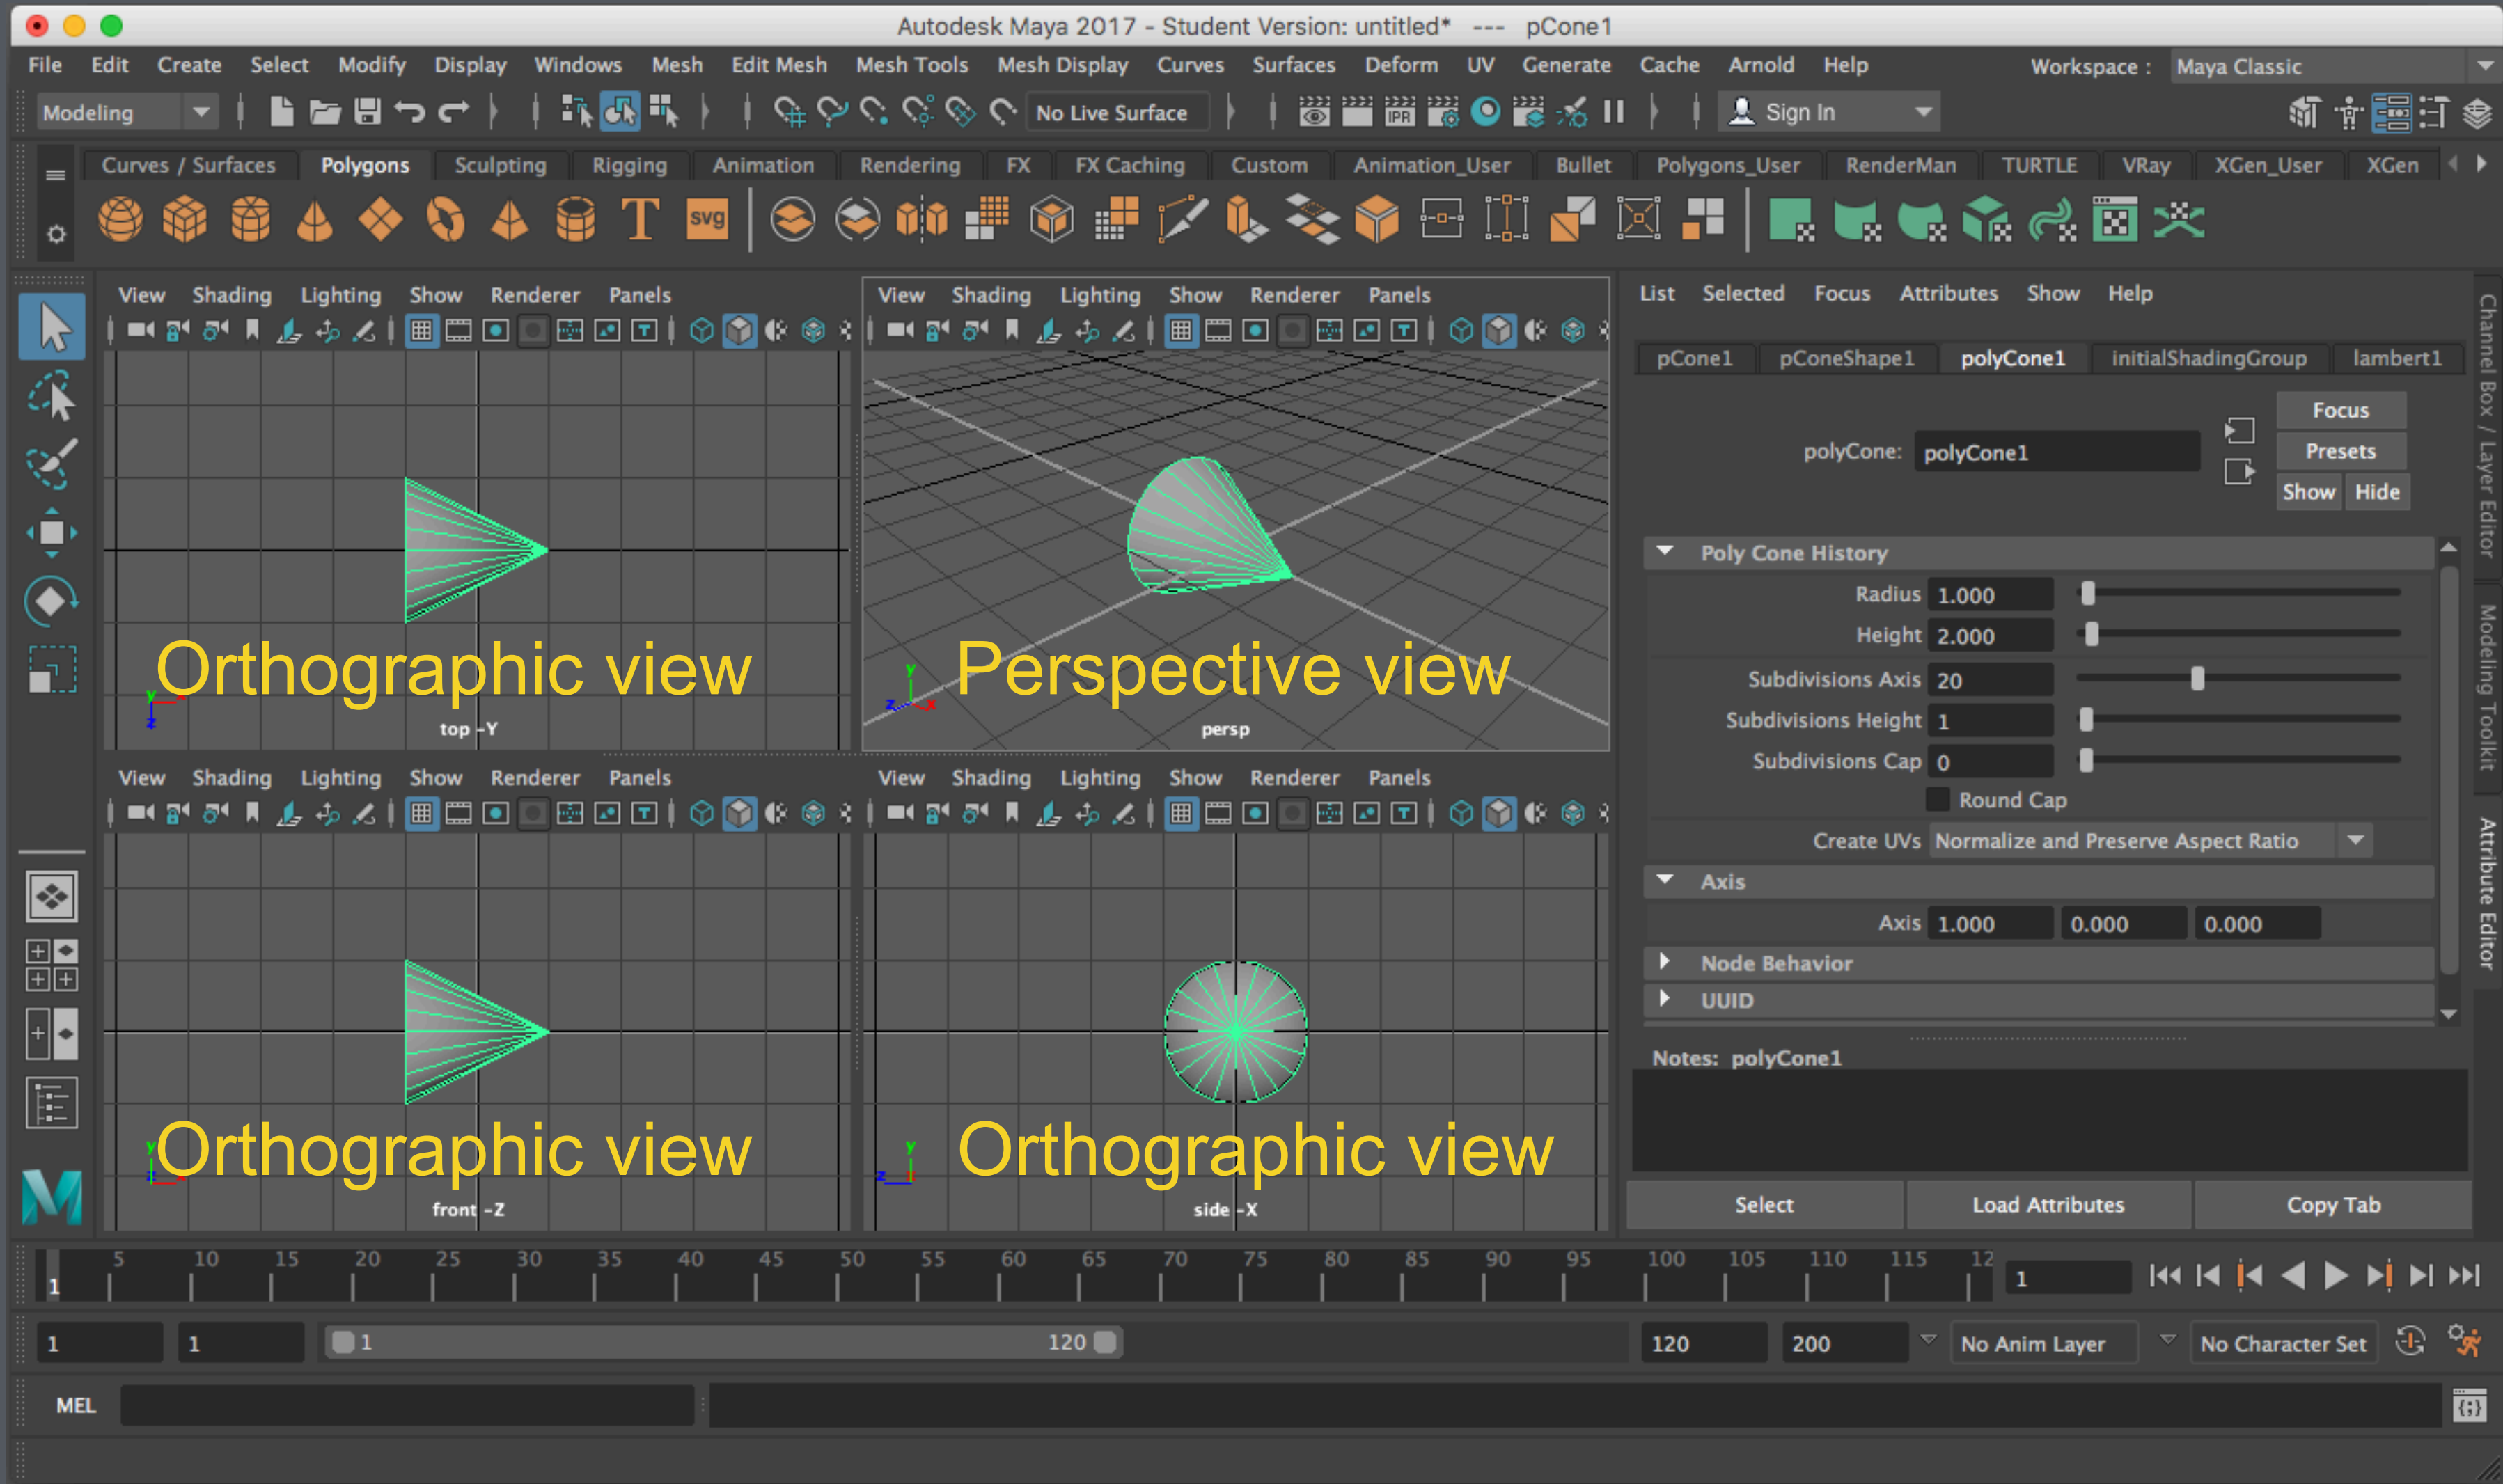 Autodesk Maya 2017 - Student Version: untitled* --- pCone1
File Edit Create Select Modify Display Windows Mesh Edit Mesh Mesh Tools Mesh Display Curves Surfaces Deform UV Generate Cache Arnold Help Workspace : Maya Classic
Modeling No Live Surface IPR Sign In
Curves / Surfaces Polygons Sculpting Rigging Animation Rendering FX FX Caching Custom Animation_User Bullet Polygons_User RenderMan TURTLE VRay XGen_User XGen
T svg
View Shading Lighting Show Renderer Panels
Orthographic view
y
z
top -Y
View Shading Lighting Show Renderer Panels
Perspective view
y
z x
persp
View Shading Lighting Show Renderer Panels
Orthographic view
y
z
front -Z
View Shading Lighting Show Renderer Panels
Orthographic view
y
z
side -X
List Selected Focus Attributes Show Help
pCone1 pConeShape1 polyCone1 initialShadingGroup lambert1
Focus
polyCone: polyCone1
Presets
Show Hide
Poly Cone History
Radius 1.000
Height 2.000
Subdivisions Axis 20
Subdivisions Height 1
Subdivisions Cap 0
Round Cap
Create UVs Normalize and Preserve Aspect Ratio
Axis
Axis 1.000 0.000 0.000
Node Behavior
UUID
Notes: polyCone1
Select Load Attributes Copy Tab
Channel Box / Layer Editor
Modeling Toolkit
Attribute Editor
5 10 15 20 25 30 35 40 45 50 55 60 65 70 75 80 85 90 95 100 105 110 115 12
1 1
1 1 1 120 120 200 No Anim Layer No Character Set
MEL